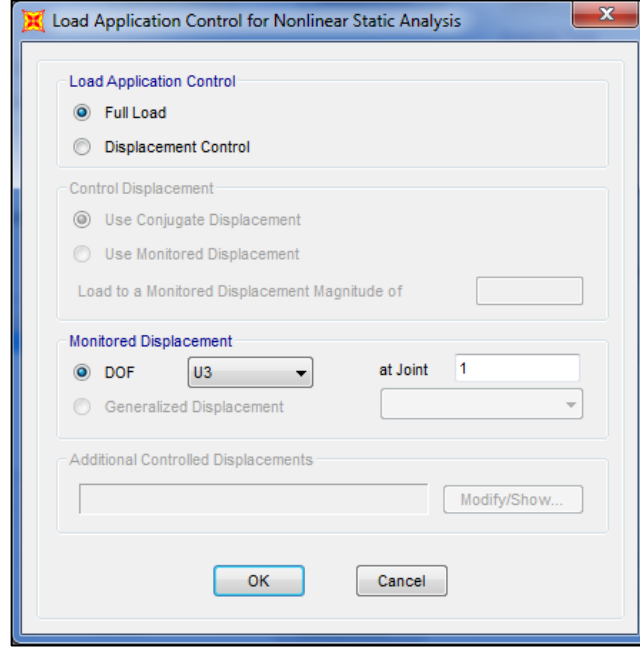 Load Application Control for Nonlinear Static Analysis
Load Application Control
Full Load
Displacement Control
Control Displacement
Use Conjugate Displacement
Use Monitored Displacement
Load to a Monitored Displacement Magnitude of
Monitored Displacement
DOF U3 at Joint 1
Generalized Displacement
Additional Controlled Displacements
Modify/Show...
OK Cancel